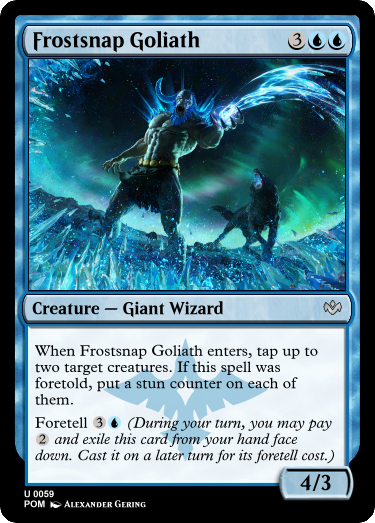 Frostsnap Goliath 3
Creature — Giant Wizard
When Frostsnap Goliath enters, tap up to
two target creatures. If this spell was
foretold, put a stun counter on each of
them.
Foretell 3 (During your turn, you may pay
2 and exile this card from your hand face
down. Cast it on a later turn for its foretell cost.)
4/3
U 0059
POM Alexander Gering